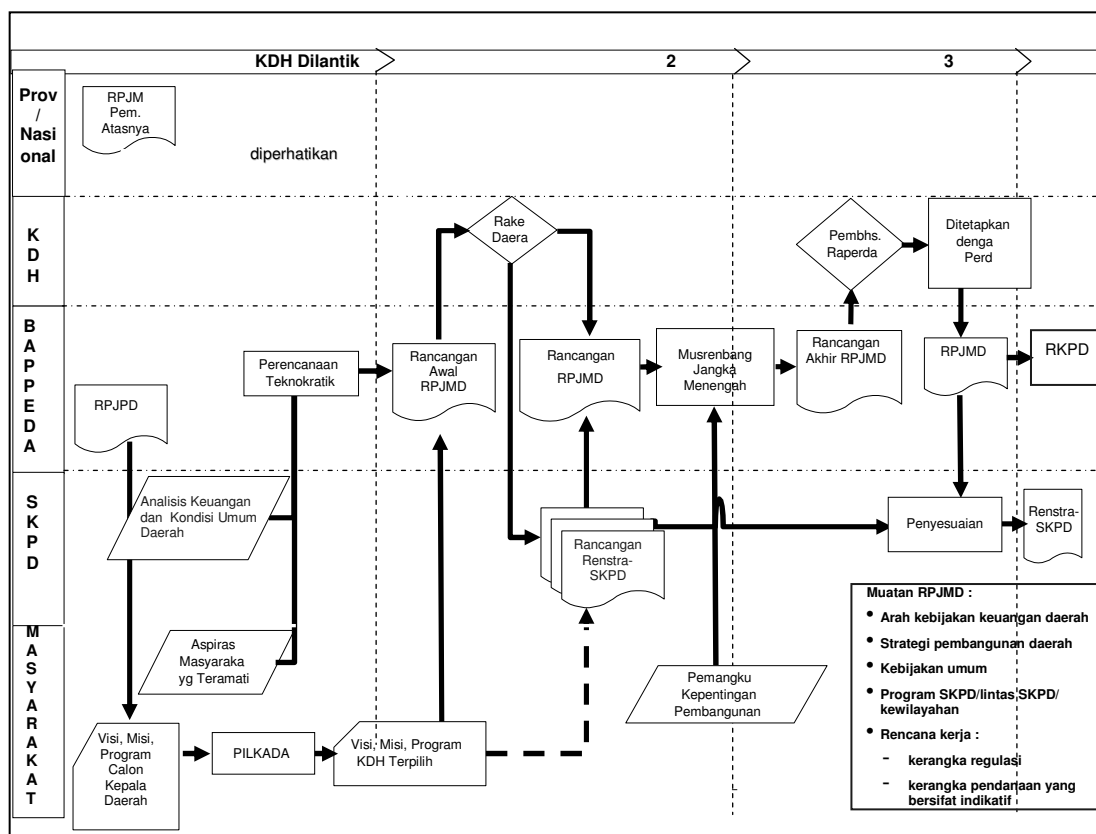 KDH Dilantik
2
3
Prov
/
Nasi
onal
RPJM
Pem.
Atasnya
diperhatikan
K
D
H
Rake
Daera
Pembhs.
Raperda
Ditetapkan
denga
Perd
B
A
P
P
E
D
A
RPJPD
Perencanaan
Teknokratik
Rancangan
Awal
RPJMD
Rancangan
RPJMD
Musrenbang
Jangka
Menengah
Rancangan
Akhir RPJMD
RPJMD
RKPD
S
K
P
D
Analisis Keuangan
dan Kondisi Umum
Daerah
Rancangan
Renstra-
SKPD
Penyesuaian
Renstra-
SKPD
M
A
S
Y
A
R
A
K
A
T
Aspiras
Masyaraka
yg Teramati
Pemangku
Kepentingan
Pembangunan
Visi, Misi,
Program
Calon
Kepala
Daerah
PILKADA
Visi, Misi, Program
KDH Terpilih
Muatan RPJMD :
• Arah kebijakan keuangan daerah
• Strategi pembangunan daerah
• Kebijakan umum
• Program SKPD/lintas SKPD/
kewilayahan
• Rencana kerja :
- kerangka regulasi
- kerangka pendanaan yang
bersifat indikatif